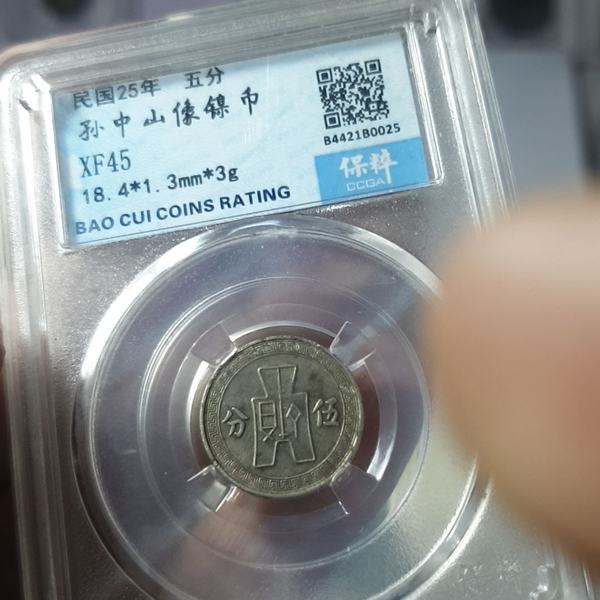 民国25年 五分
孙中山像镍币
XF45
18.4*1.3mm*3g
BAO CUI COINS RATING
B4421B0025
保粹
CCGA
分 伍